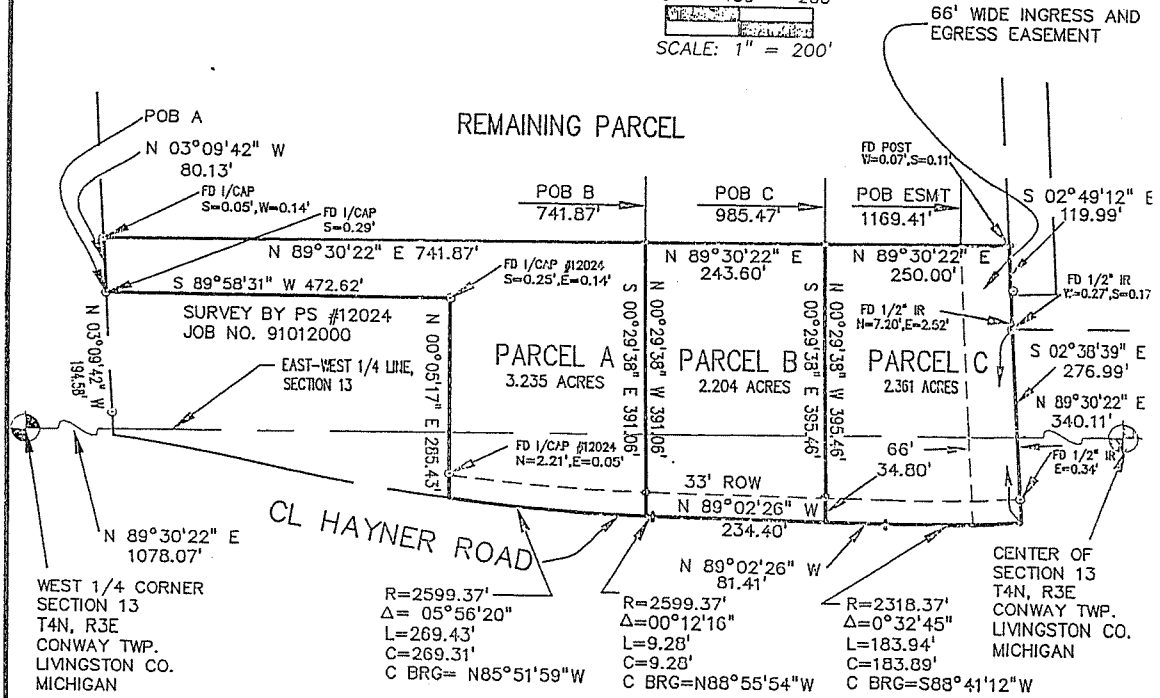 SCALE: 1" = 200'
66' WIDE INGRESS AND
EGRESS EASEMENT
POB A
N 03°09'42" W
80.13'
FD I/CAP
S=0.05',W=0.14'
FD I/CAP
S=0.29'
REMAINING PARCEL
FD POST
W=0.07',S=0.11'
POB B
741.87'
POB C
985.47'
POB ESMT
1169.41'
S 02°49'12" E
119.99'
N 89°30'22" E 741.87'
N 89°30'22" E
243.60'
N 89°30'22" E
250.00'
S 89°58'31" W 472.62'
FD I/CAP #12024
S=0.25',E=0.14'
FD 1/2" IR
W=0.27',S=0.17
FD 1/2" IR
N=7.20',E=2.52'
SURVEY BY PS #12024
JOB NO. 91012000
N 03°09'42" W
194.58'
EAST-WEST 1/4 LINE,
SECTION 13
N 00°05'17" E 285.43'
PARCEL A
3.235 ACRES
S 00°29'38" E 391.06'
N 00°29'38" W 391.06'
PARCEL B
2.204 ACRES
S 00°29'38" E 395.46'
N 00°29'38" W 395.46'
PARCEL C
2.361 ACRES
S 02°38'39" E
276.99'
N 89°30'22" E
340.11'
FD I/CAP #12024
N=2.21',E=0.05'
66'
34.80'
FD 1/2" IR
E=0.34'
33' ROW
N 89°02'26" W
234.40'
CL HAYNER ROAD
N 89°30'22" E
1078.07'
N 89°02'26" W
81.41'
WEST 1/4 CORNER
SECTION 13
T4N, R3E
CONWAY TWP.
LIVINGSTON CO.
MICHIGAN
R=2599.37'
Δ= 05°56'20"
L=269.43'
C=269.31'
C BRG= N85°51'59"W
R=2599.37'
Δ=00°12'16"
L=9.28'
C=9.28'
C BRG=N88°55'54"W
R=2318.37'
Δ=0°32'45"
L=183.94'
C=183.89'
C BRG=S88°41'12"W
CENTER OF
SECTION 13
T4N, R3E
CONWAY TWP.
LIVINGSTON CO.
MICHIGAN